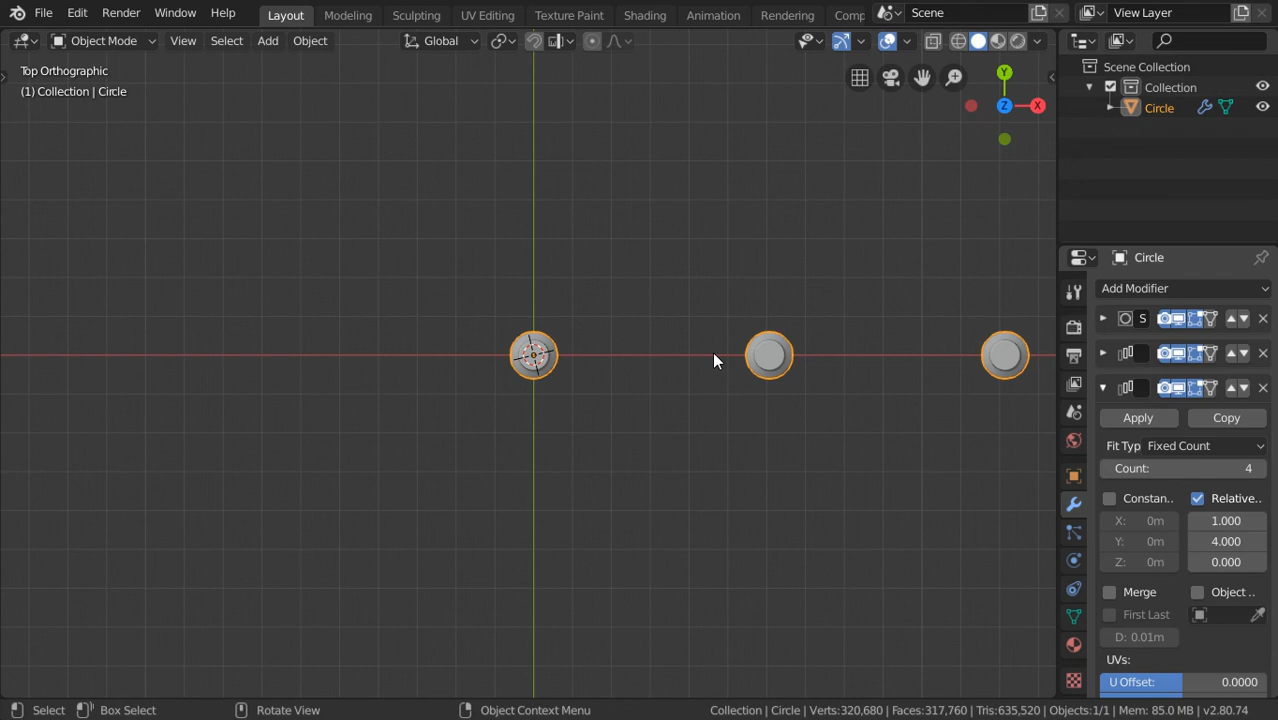 File Edit Render Window Help Layout Modeling Sculpting UV Editing Texture Paint Shading Animation Rendering Comp Scene View Layer
Object Mode View Select Add Object Global
Top Orthographic
(1) Collection | Circle
Y
Z
X
Scene Collection
Collection
Circle
Circle
Add Modifier
S
Apply Copy
Fit Typ Fixed Count
Count: 4
Constan.. Relative..
X: 0m 1.000
Y: 0m 4.000
Z: 0m 0.000
Merge Object ..
First Last
D: 0.01m
UVs:
U Offset: 0.0000
Select Box Select Rotate View Object Context Menu Collection | Circle | Verts:320,680 | Faces:317,760 | Tris:635,520 | Objects:1/1 | Mem: 85.0 MB | v2.80.74